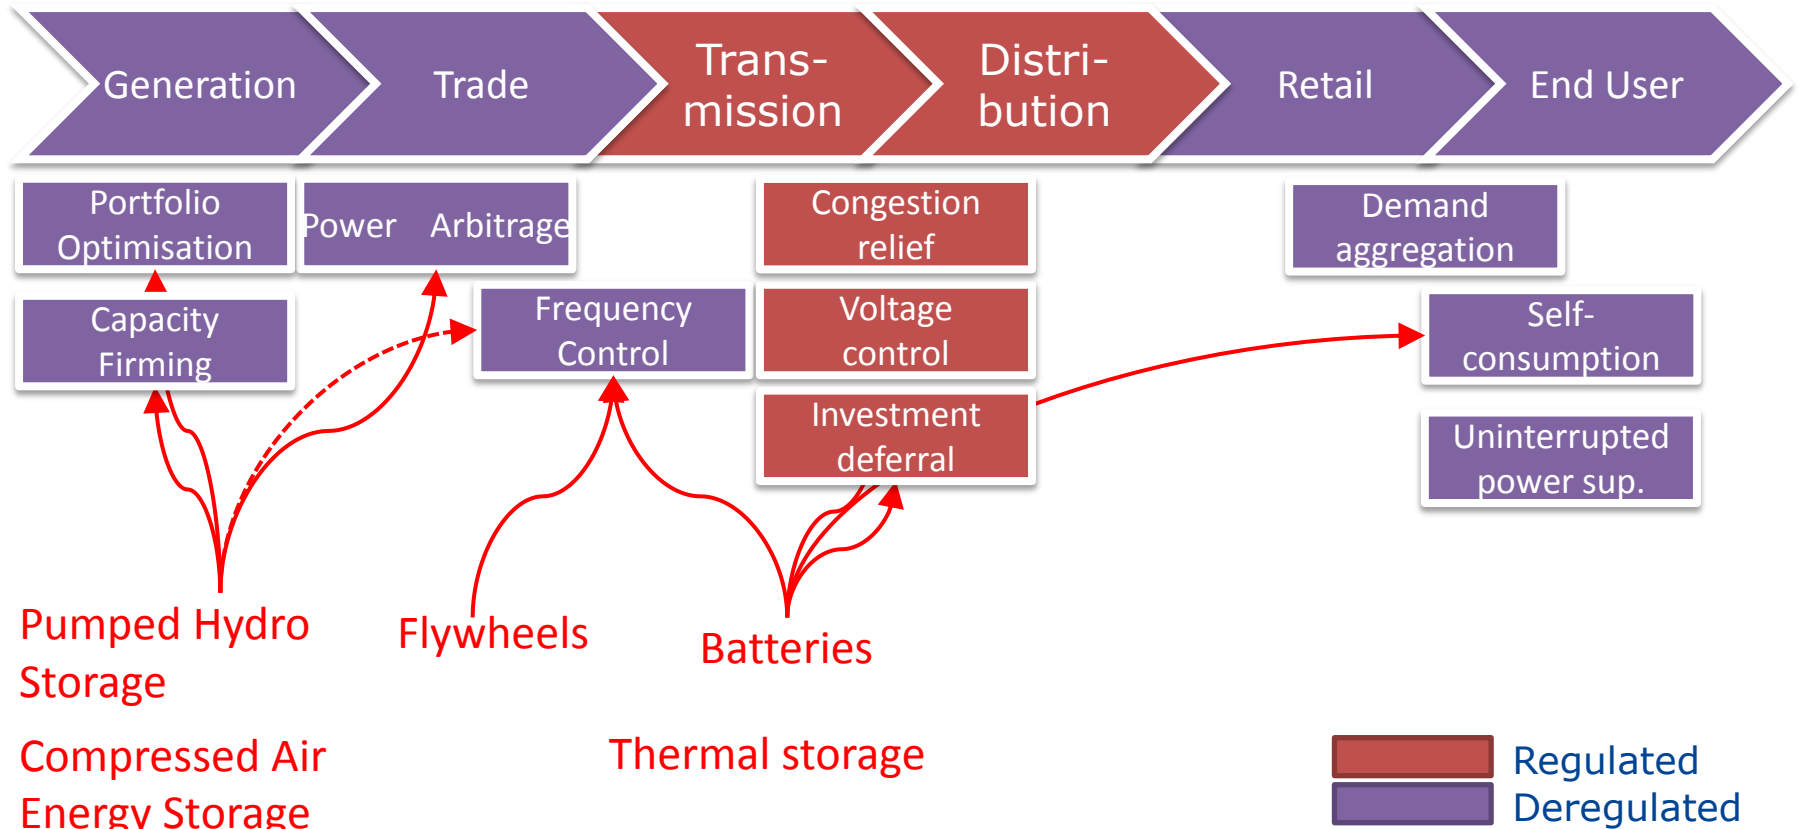 Generation
Trade
Trans-
mission
Distri-
bution
Retail
End User
Portfolio
Optimisation
Power Arbitrage
Congestion
relief
Demand
aggregation
Capacity
Firming
Frequency
Control
Voltage
control
Self-
consumption
Investment
deferral
Uninterrupted
power sup.
Pumped Hydro
Storage
Flywheels
Batteries
Compressed Air
Energy Storage
Thermal storage
Regulated
Deregulated